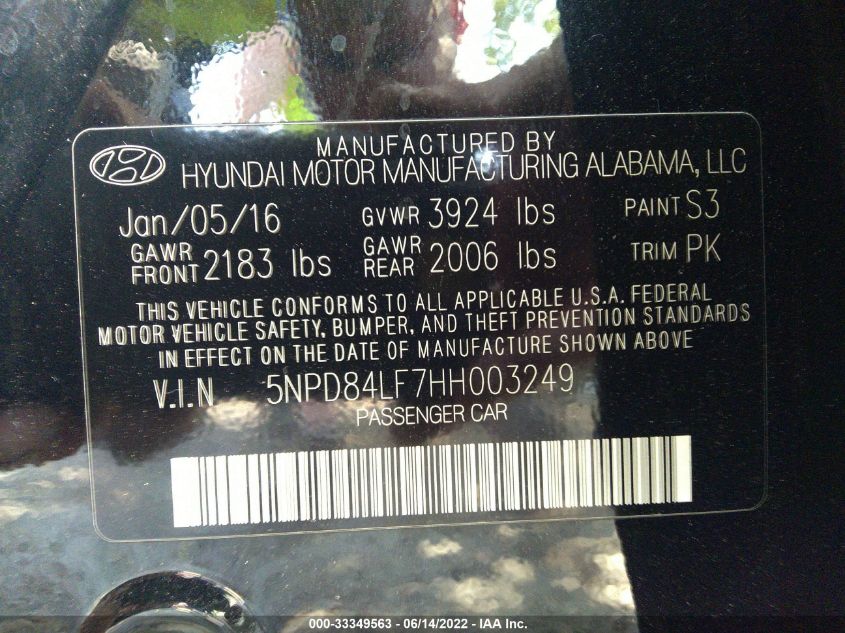 MANUFACTURED BY
HYUNDAI MOTOR MANUFACTURING ALABAMA, LLC
Jan/05/16 GVWR 3924 lbs PAINT S3
GAWR FRONT 2183 lbs GAWR REAR 2006 lbs TRIM PK
THIS VEHICLE CONFORMS TO ALL APPLICABLE U.S.A. FEDERAL
MOTOR VEHICLE SAFETY, BUMPER, AND THEFT PREVENTION STANDARDS
IN EFFECT ON THE DATE OF MANUFACTURE SHOWN ABOVE
V.I.N 5NPD84LF7HH003249
PASSENGER CAR
000-33349563 - 06/14/2022 - IAA Inc.